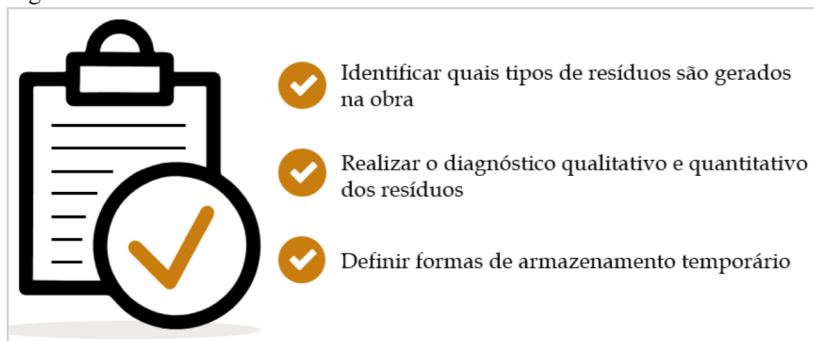 Identificar quais tipos de resíduos são gerados
na obra
Realizar o diagnóstico qualitativo e quantitativo
dos resíduos
Definir formas de armazenamento temporário